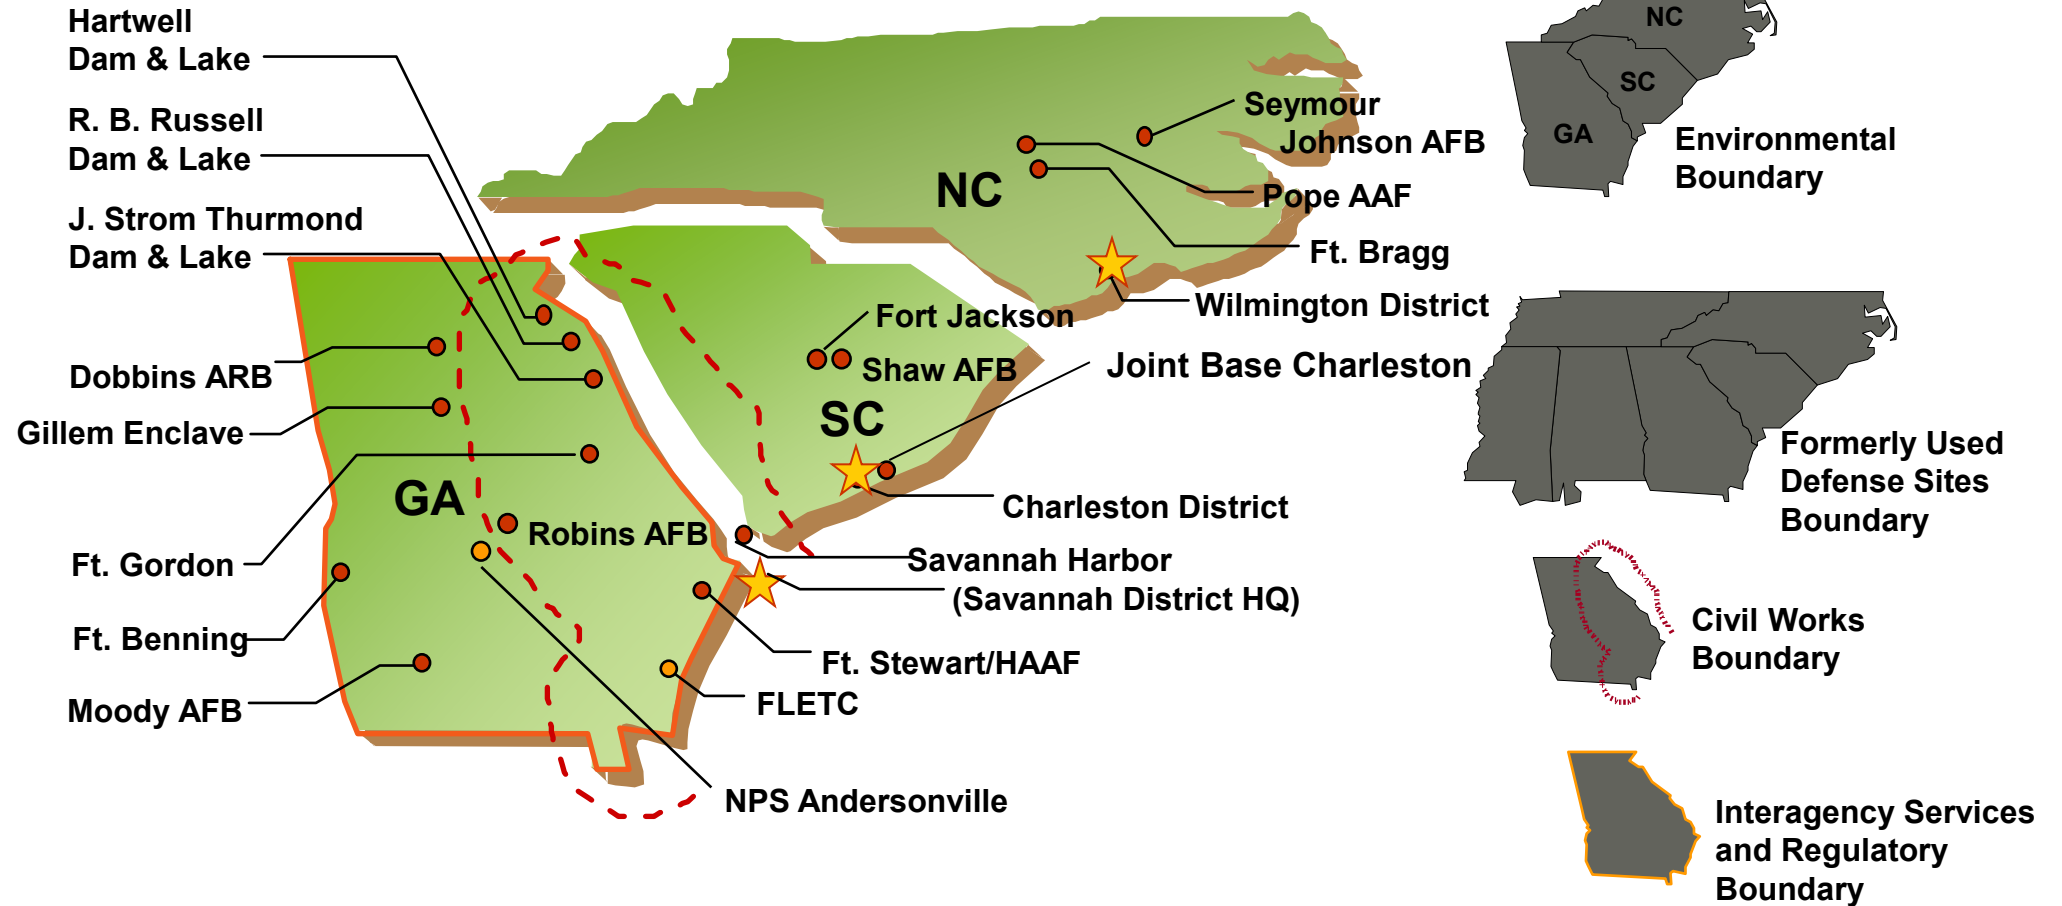 Hartwell
Dam & Lake
R. B. Russell
Dam & Lake
J. Strom Thurmond
Dam & Lake
Dobbins ARB
Gillem Enclave
GA
Robins AFB
Ft. Gordon
Ft. Benning
Moody AFB
NC
Seymour
Johnson AFB
Pope AAF
Ft. Bragg
Wilmington District
Fort Jackson
Shaw AFB
Joint Base Charleston
SC
Charleston District
Savannah Harbor
(Savannah District HQ)
Ft. Stewart/HAAF
FLETC
NPS Andersonville
NC
SC
GA
Environmental
Boundary
Formerly Used
Defense Sites
Boundary
Civil Works
Boundary
Interagency Services
and Regulatory
Boundary